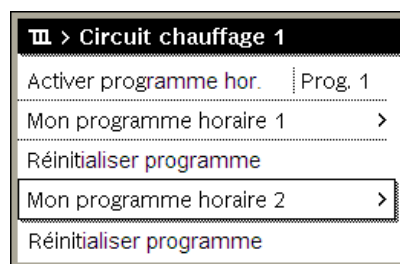 > Circuit chauffage 1
Activer programme hor. Prog. 1
Mon programme horaire 1 >
Réinitialiser programme
Mon programme horaire 2 >
Réinitialiser programme